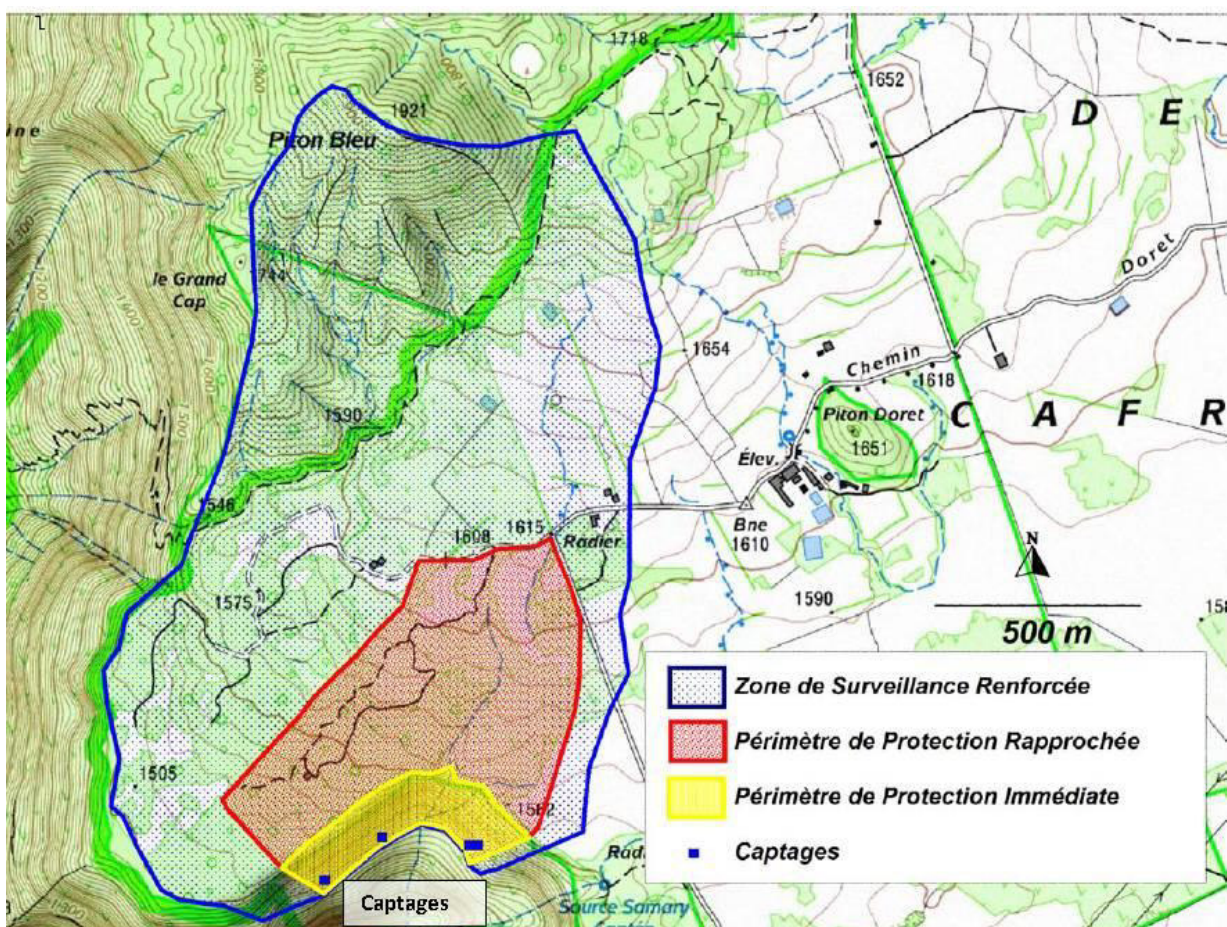 1718
1652
D E
1921
Piton Bleu
ine
Doret
le Grand
Cap
1744
1654
Chemin
1618
Piton Doret
C A F R
1651
1590
Élev.
1546
1615
Radier
Bne
1610
1608
N
1575
1590
500 m
Zone de Surveillance Renforcée
Périmètre de Protection Rapprochée
1505
Périmètre de Protection Immédiate
Captages
Captages
Source Samary